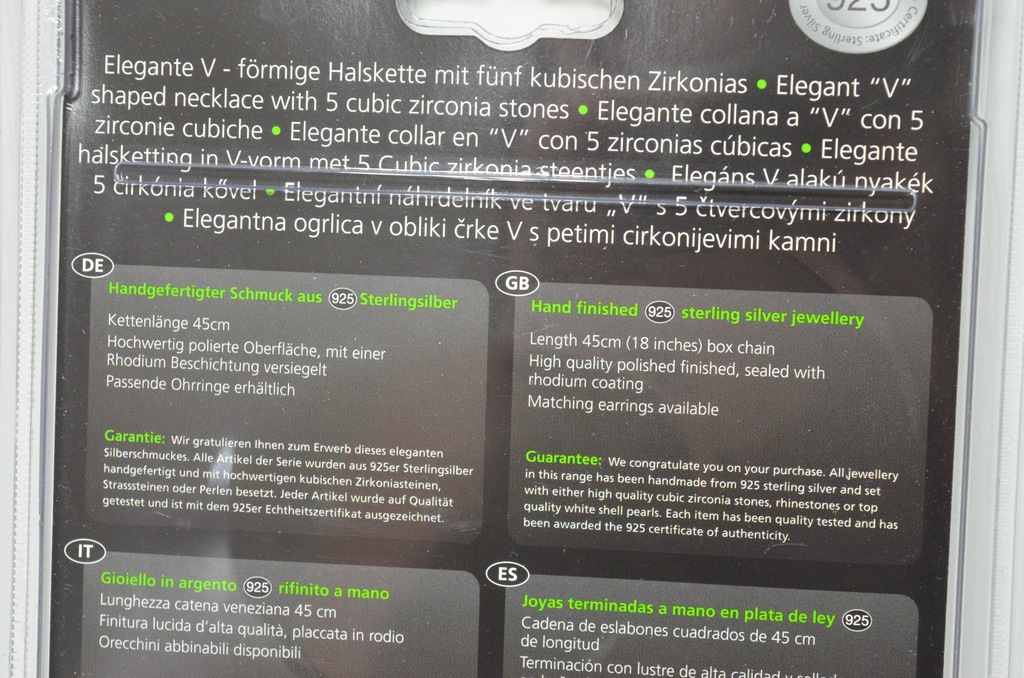 925
Certificate: Sterling Silver
Elegante V - förmige Halskette mit fünf kubischen Zirkonias • Elegant “V”
shaped necklace with 5 cubic zirconia stones • Elegante collana a “V” con 5
zirconie cubiche • Elegante collar en “V” con 5 zirconias cúbicas • Elegante
halsketting in V-vorm met 5 Cubic zirkonia steentjes • Elegáns V alakú nyakék
5 cirkónia kővel • Elegantní náhrdelník ve tvaru „V“ s 5 čtvercovými zirkony
• Elegantna ogrlica v obliki črke V s petimi cirkonijevimi kamni
DE
Handgefertigter Schmuck aus 925 Sterlingsilber
Kettenlänge 45cm
Hochwertig polierte Oberfläche, mit einer
Rhodium Beschichtung versiegelt
Passende Ohrringe erhältlich
Garantie: Wir gratulieren Ihnen zum Erwerb dieses eleganten
Silberschmuckes. Alle Artikel der Serie wurden aus 925er Sterlingsilber
handgefertigt und mit hochwertigen kubischen Zirkoniasteinen,
Strasssteinen oder Perlen besetzt. Jeder Artikel wurde auf Qualität
getestet und ist mit dem 925er Echtheitszertifikat ausgezeichnet.
GB
Hand finished 925 sterling silver jewellery
Length 45cm (18 inches) box chain
High quality polished finished, sealed with
rhodium coating
Matching earrings available
Guarantee: We congratulate you on your purchase. All jewellery
in this range has been handmade from 925 sterling silver and set
with either high quality cubic zirconia stones, rhinestones or top
quality white shell pearls. Each item has been quality tested and has
been awarded the 925 certificate of authenticity.
IT
Gioiello in argento 925 rifinito a mano
Lunghezza catena veneziana 45 cm
Finitura lucida d’alta qualità, placcata in rodio
Orecchini abbinabili disponibili
ES
Joyas terminadas a mano en plata de ley 925
Cadena de eslabones cuadrados de 45 cm
de longitud
Terminación con lustre de alta calidad y